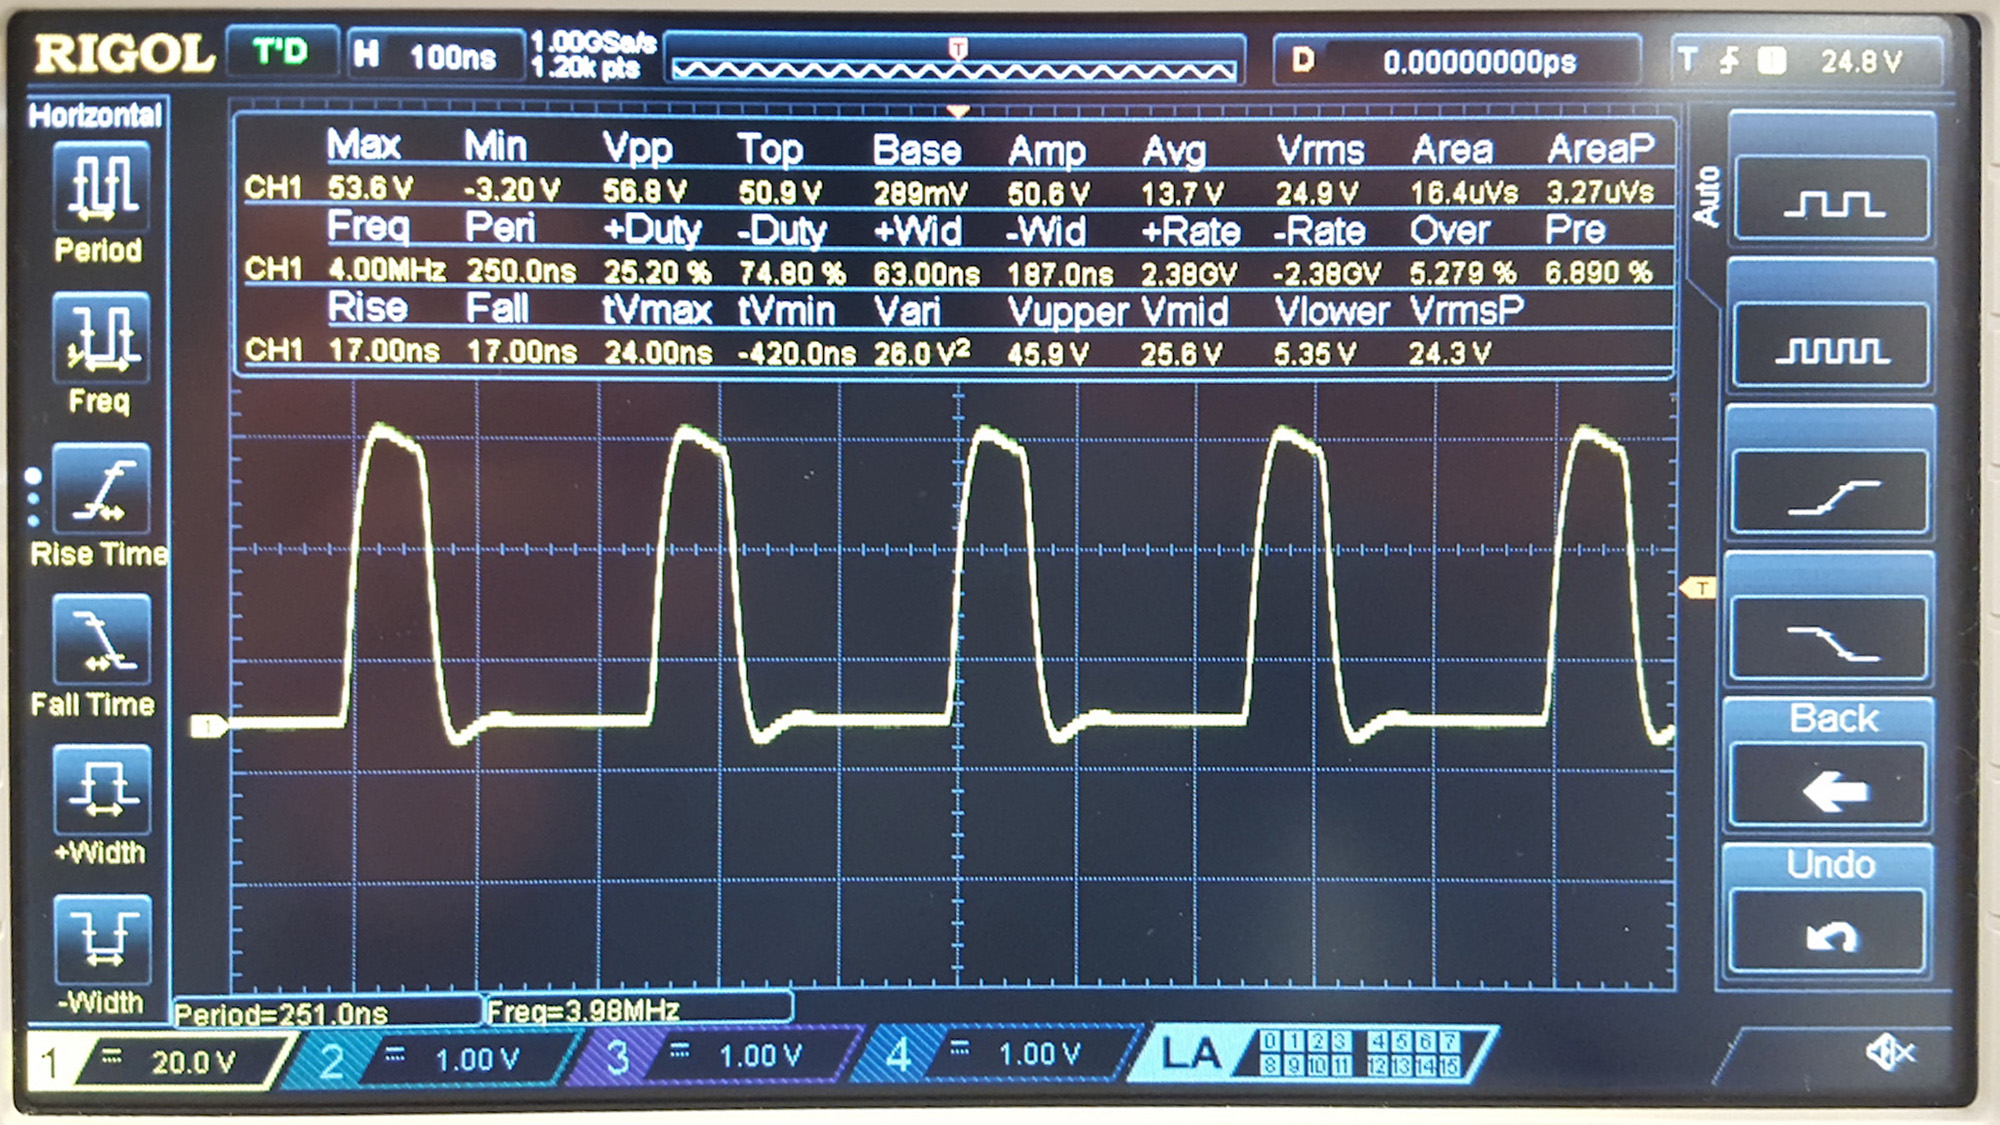 RIGOL T'D H 100ns 1.00GSa/s 1.20k pts T D 0.00000000ps T 1 24.8 V
Horizontal
Period
Freq
Rise Time
Fall Time
+Width
-Width
Max Min Vpp Top Base Amp Avg Vrms Area AreaP
CH1 53.6 V -3.20 V 56.8 V 50.9 V 289mV 50.6 V 13.7 V 24.9 V 16.4uVs 3.27uVs
Freq Peri +Duty -Duty +Wid -Wid +Rate -Rate Over Pre
CH1 4.00MHz 250.0ns 25.20 % 74.80 % 63.00ns 187.0ns 2.38GV -2.38GV 5.279 % 6.890 %
Rise Fall tVmax tVmin Vari Vupper Vmid Vlower VrmsP
CH1 17.00ns 17.00ns 24.00ns -420.0ns 26.0 V² 45.9 V 25.6 V 5.35 V 24.3 V
T
1
Auto
Back
Undo
Period=251.0ns Freq=3.98MHz
1 20.0 V 2 1.00 V 3 1.00 V 4 1.00 V LA
0 1 2 3 4 5 6 7
8 9 10 11 12 13 14 15